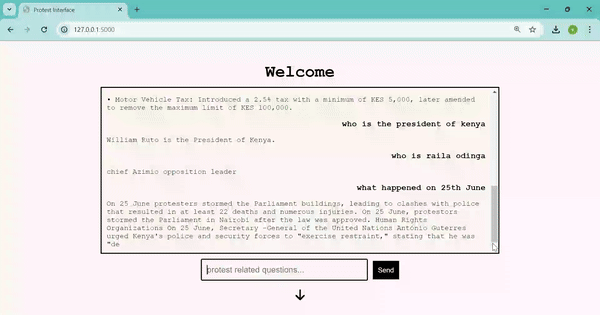 Protest Interface
127.0.0.1:5000
Welcome
• Motor Vehicle Tax: Introduced a 2.5% tax with a minimum of KES 5,000, later amended
to remove the maximum limit of KES 100,000.
who is the president of kenya
William Ruto is the President of Kenya.
who is raila odinga
chief Azimio opposition leader
what happened on 25th June
On 25 June protesters stormed the Parliament buildings, leading to clashes with police
that resulted in at least 22 deaths and numerous injuries. On 25 June, protestors
stormed the Parliament in Nairobi after the law was approved. Human Rights
Organizations On 25 June, Secretary -General of the United Nations António Guterres
urged Kenya's police and security forces to "exercise restraint," stating that he was
"de
protest related questions...
Send